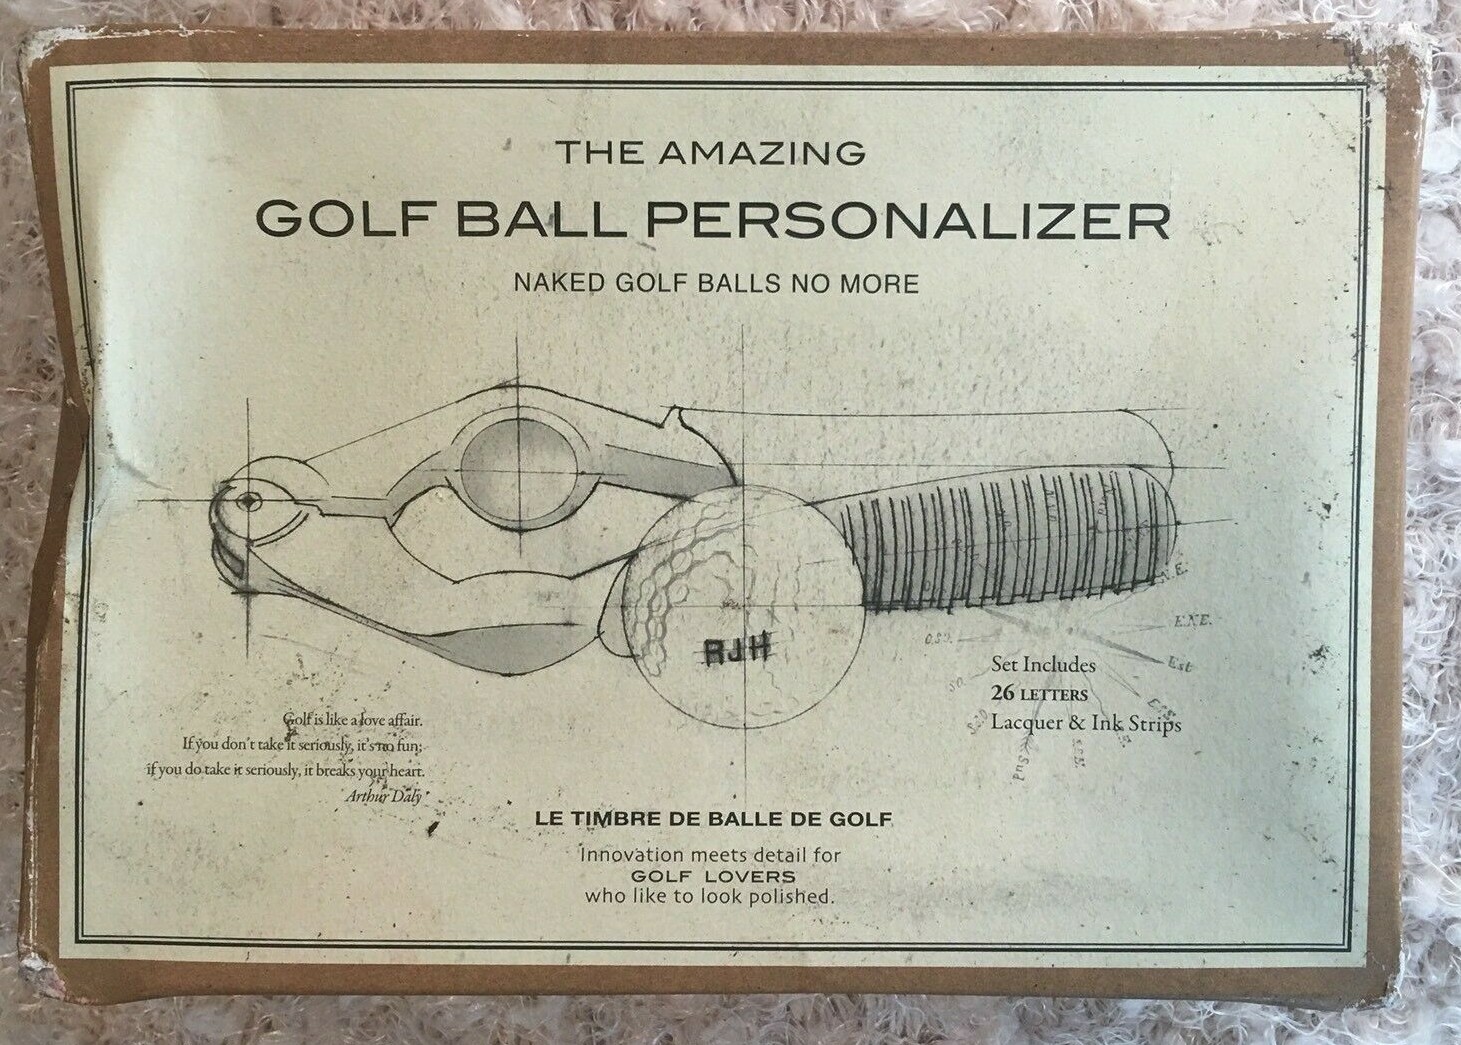 THE AMAZING
GOLF BALL PERSONALIZER
NAKED GOLF BALLS NO MORE
RJH
N.E.
E.N.E.
O.S.O.
Est
SO.
E.S.E.
S.S.E.
Set Includes
26 LETTERS
Lacquer & Ink Strips
Golf is like a love affair.
If you don't take it seriously, it's no fun;
if you do take it seriously, it breaks your heart.
Arthur Daly
LE TIMBRE DE BALLE DE GOLF
Innovation meets detail for
GOLF LOVERS
who like to look polished.